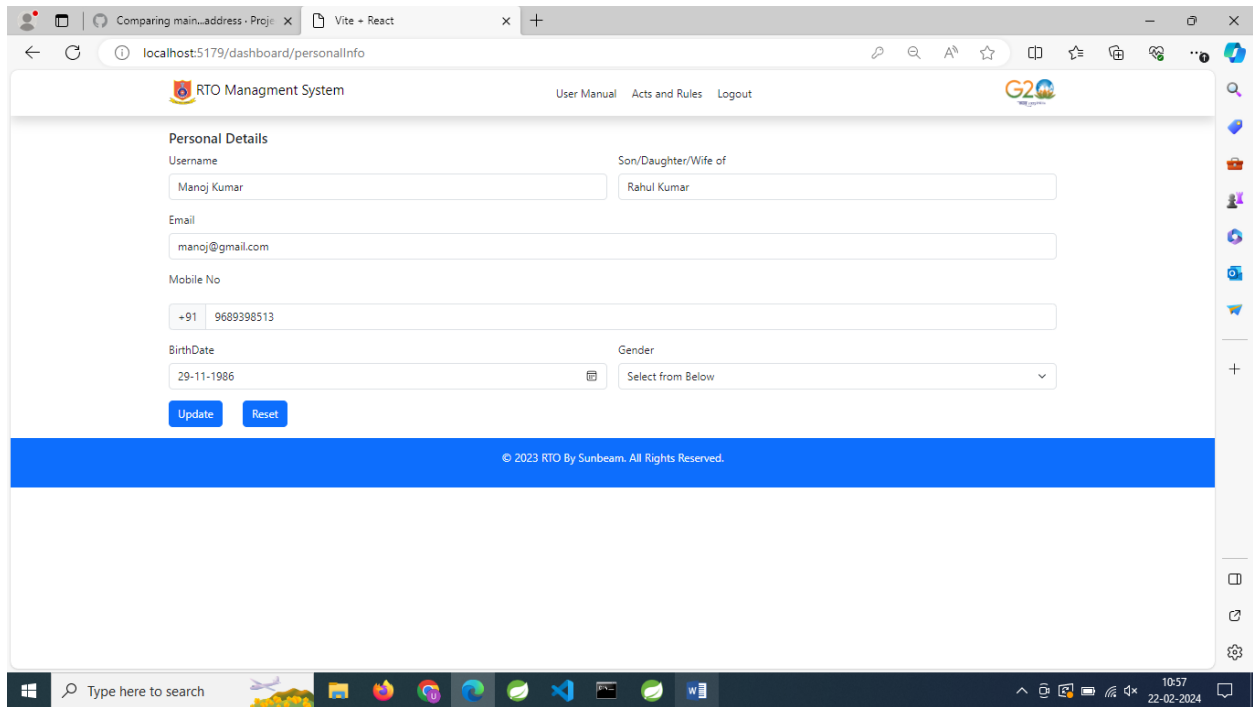 Comparing main...address · Proje
Vite + React
localhost:5179/dashboard/personalInfo
RTO Managment System
User Manual Acts and Rules Logout
G20
Personal Details
Username Son/Daughter/Wife of
Manoj Kumar Rahul Kumar
Email
manoj@gmail.com
Mobile No
+91 9689398513
BirthDate Gender
29-11-1986 Select from Below
Update Reset
© 2023 RTO By Sunbeam. All Rights Reserved.
Type here to search
10:57
22-02-2024